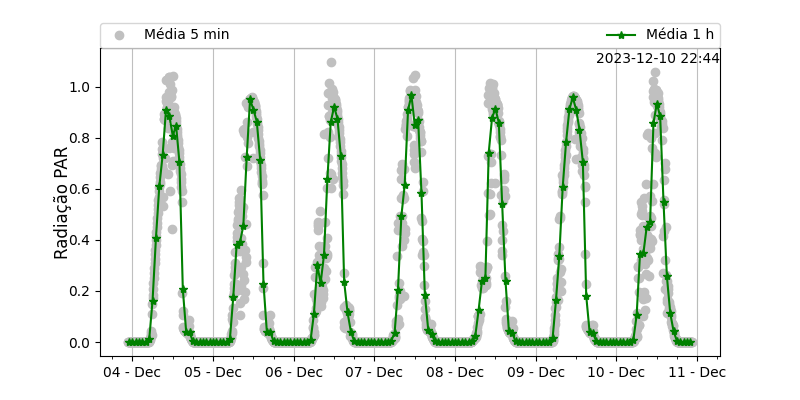 Média 5 min
Média 1 h
2023-12-10 22:44
Radiação PAR
1.0
0.8
0.6
0.4
0.2
0.0
04 - Dec 05 - Dec 06 - Dec 07 - Dec 08 - Dec 09 - Dec 10 - Dec 11 - Dec